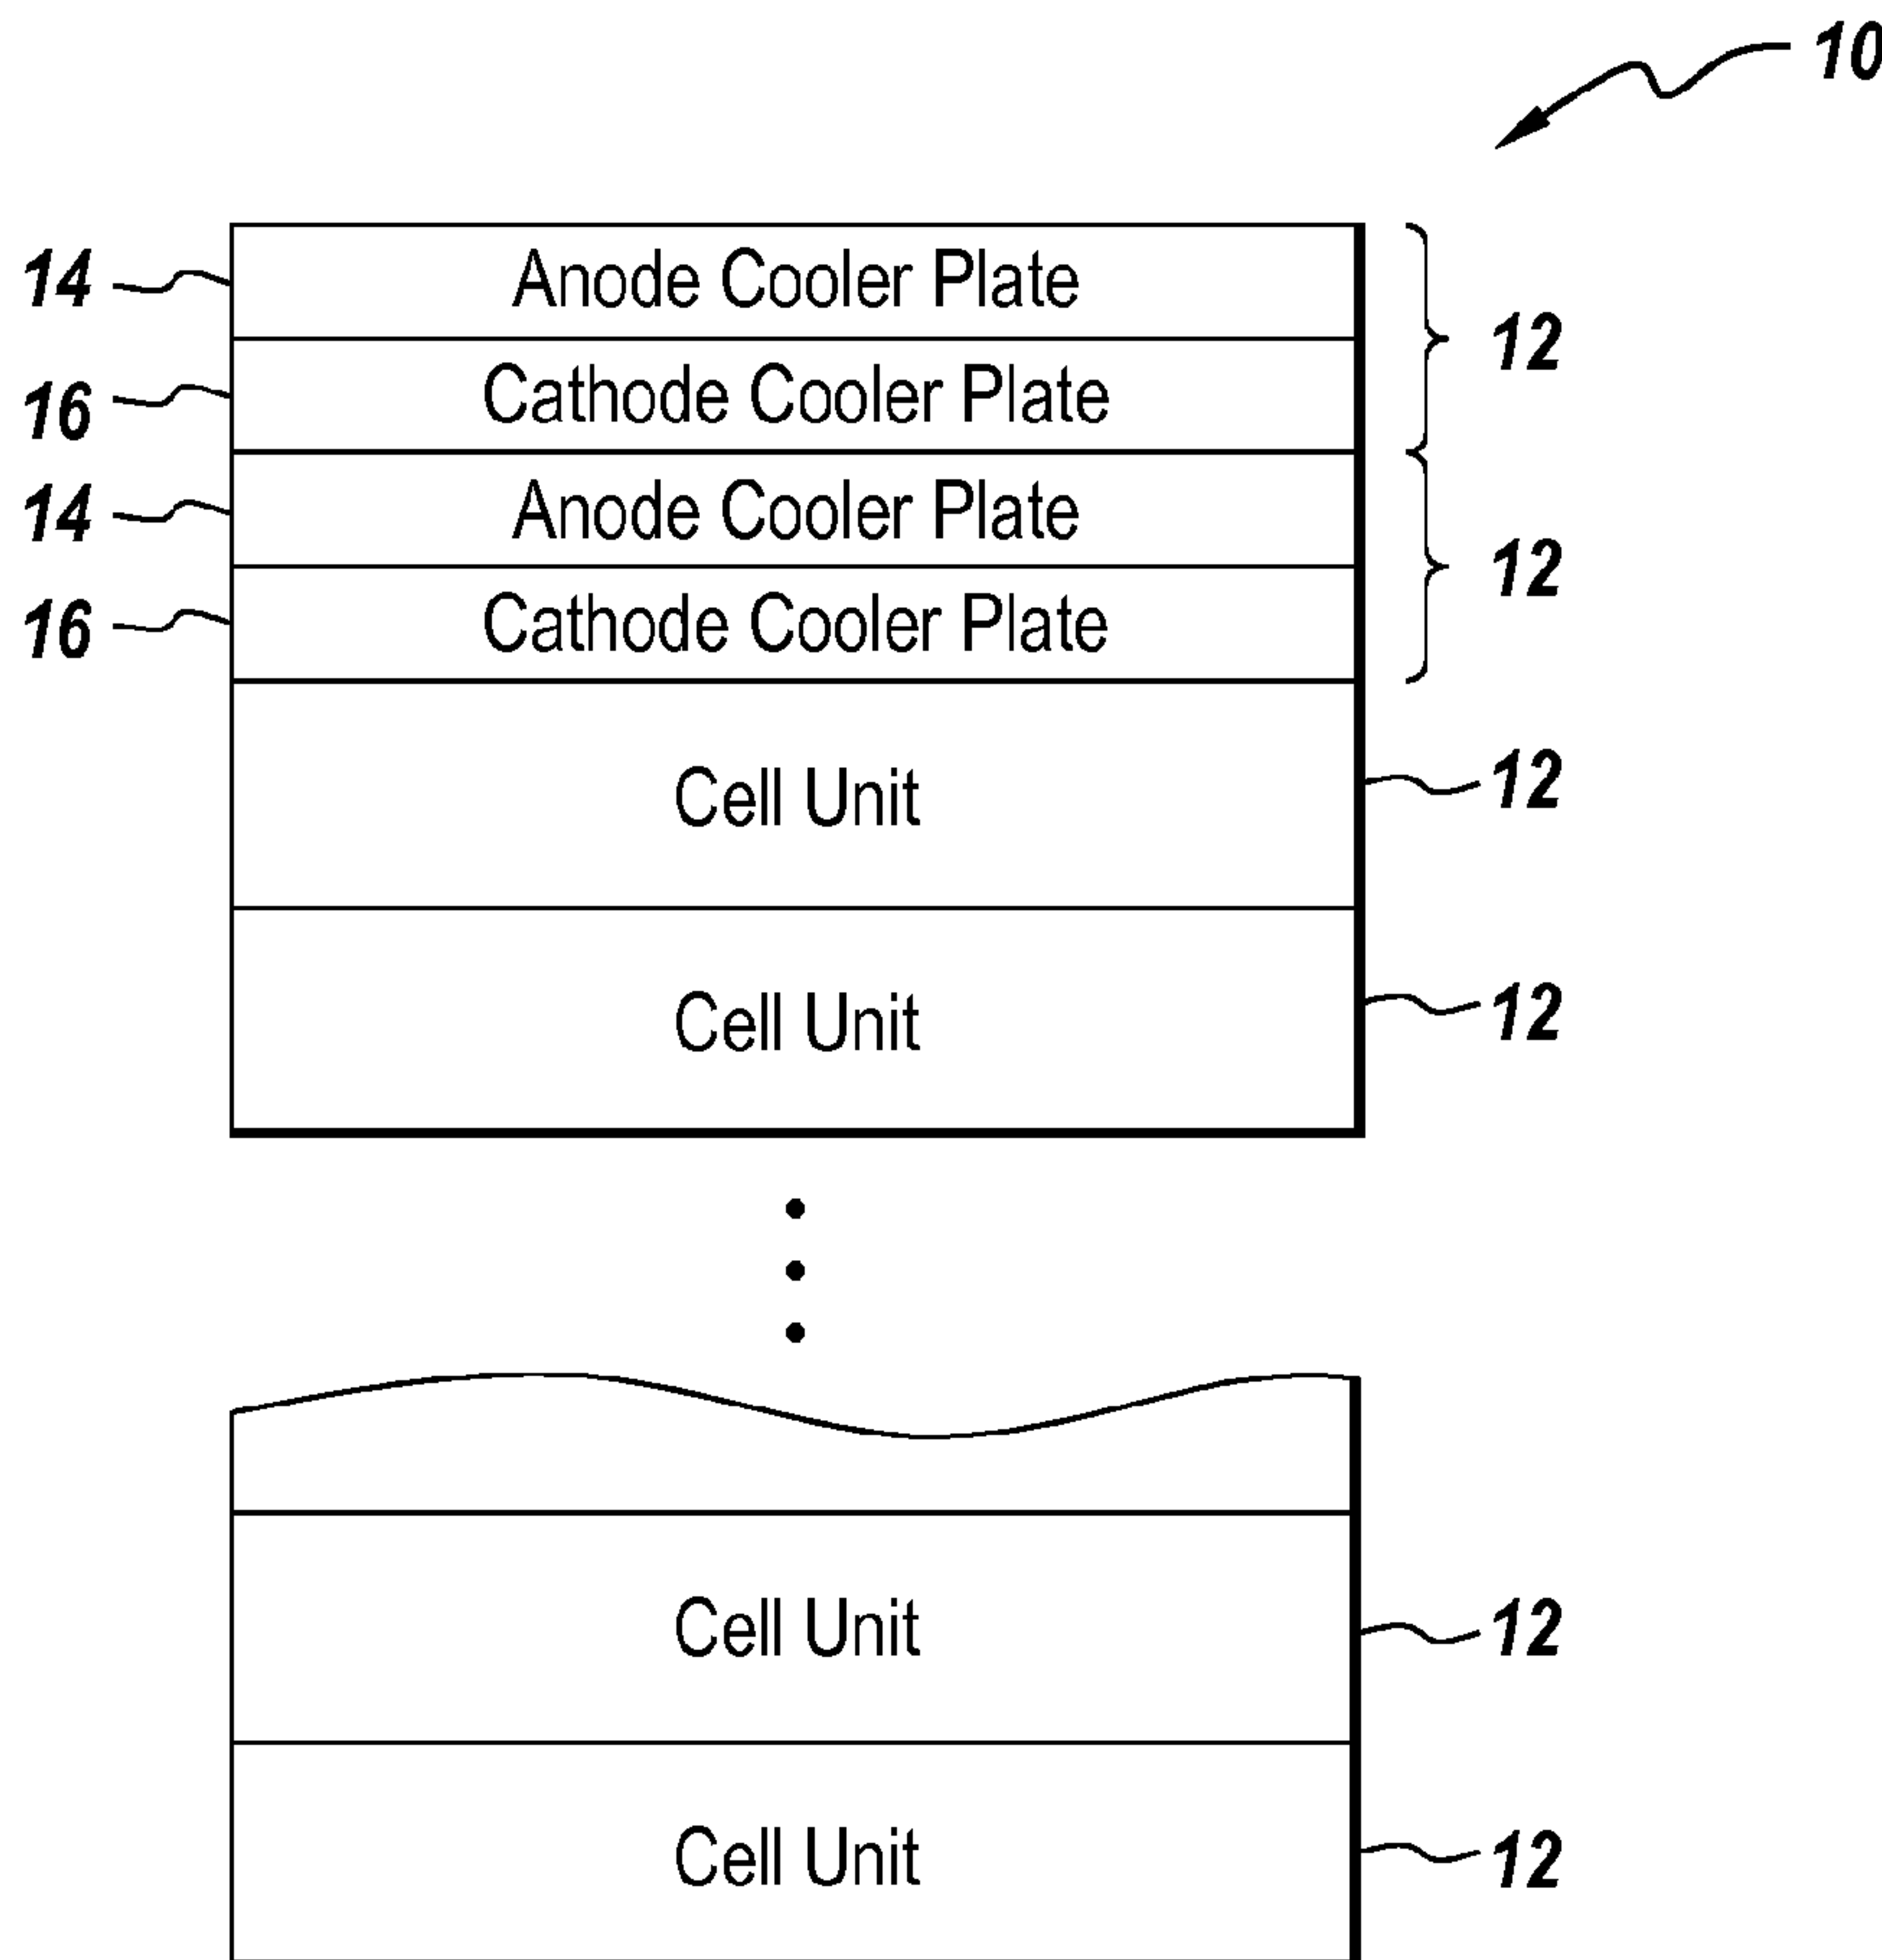 10
14 Anode Cooler Plate
12
16 Cathode Cooler Plate
14 Anode Cooler Plate
12
16 Cathode Cooler Plate
Cell Unit 12
Cell Unit 12
Cell Unit 12
Cell Unit 12